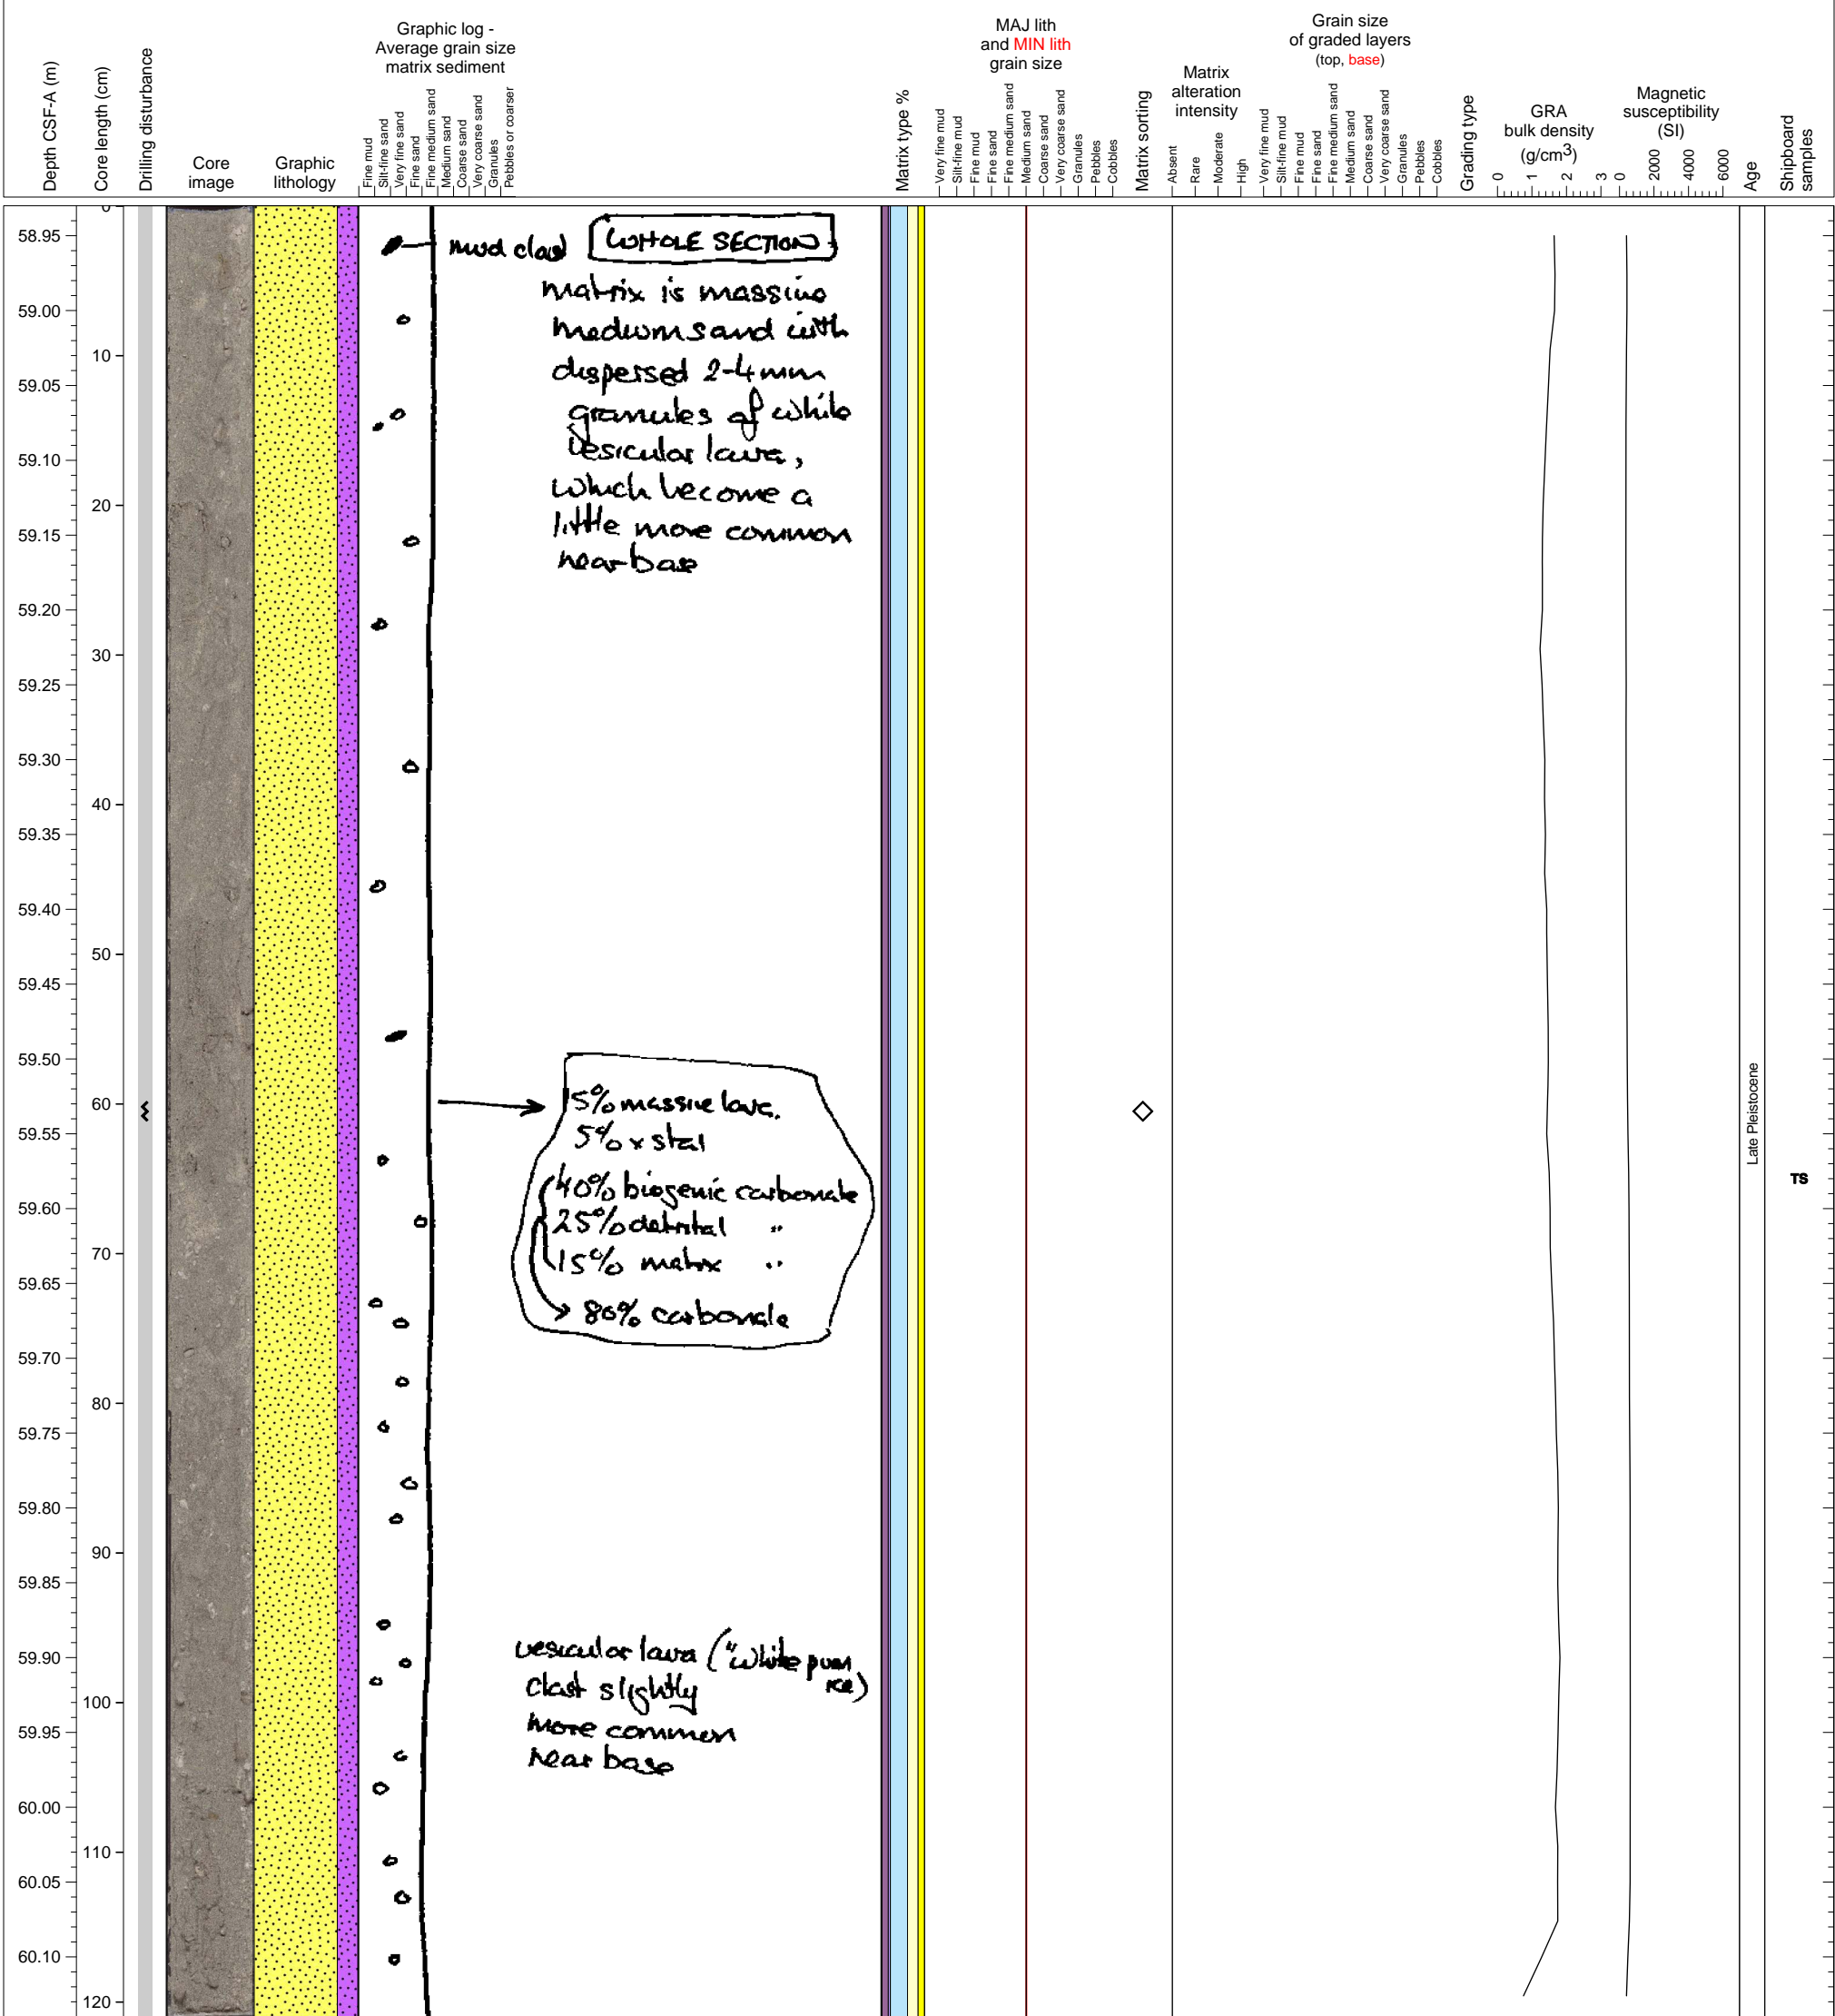 Depth CSF-A (m)
Core length (cm)
Drilling disturbance
Core
image
Graphic
lithology
Graphic log -
Average grain size
matrix sediment
Fine mud
Silt-fine sand
Very fine sand
Fine sand
Fine medium sand
Medium sand
Coarse sand
Very coarse sand
Granules
Pebbles or coarser
Matrix type %
MAJ lith
and MIN lith
grain size
Very fine mud
Silt-fine mud
Fine mud
Fine sand
Fine medium sand
Medium sand
Coarse sand
Very coarse sand
Granules
Pebbles
Cobbles
Matrix sorting
Matrix
alteration
intensity
Absent
Rare
Moderate
High
Grain size
of graded layers
(top, base)
Very fine mud
Silt-fine mud
Fine mud
Fine sand
Fine medium sand
Medium sand
Coarse sand
Very coarse sand
Granules
Pebbles
Cobbles
Grading type
GRA
bulk density
(g/cm3)
0 1 2 3
Magnetic
susceptibility
(SI)
0 2000 4000 6000
Age
Shipboard
samples
58.95
59.00
59.05
59.10
59.15
59.20
59.25
59.30
59.35
59.40
59.45
59.50
59.55
59.60
59.65
59.70
59.75
59.80
59.85
59.90
59.95
60.00
60.05
60.10
0
10
20
30
40
50
60
70
80
90
100
110
120
mud clast
WHOLE SECTION
matrix is massive
medium sand with
dispersed 2-4mm
granules of white
vesicular lava,
which become a
little more common
near base
15% massive lava.
5% xstal
40% biogenic carbonate
25% detrital "
15% matrix "
80% carbonate
vesicular lava ("white pum
ice)
clast slightly
more common
near base
Late Pleistocene
TS